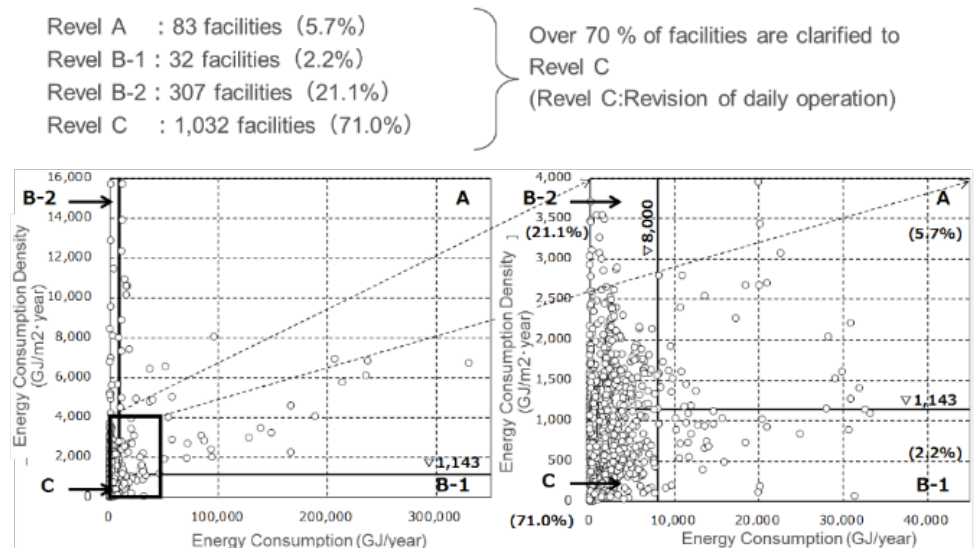 Revel A : 83 facilities (5.7%)
Revel B-1 : 32 facilities (2.2%)
Revel B-2 : 307 facilities (21.1%)
Revel C : 1,032 facilities (71.0%)
Over 70 % of facilities are clarified to
Revel C
(Revel C:Revision of daily operation)
Energy Consumption Density
(GJ/m2・year)
16,000
14,000
12,000
10,000
8,000
6,000
4,000
2,000
0
B-2
A
C
B-1
▽1,143
0
100,000
200,000
300,000
Energy Consumption (GJ/year)
Energy Consumption Density
(GJ/m2・year)
4,000
3,500
3,000
2,500
2,000
1,500
1,000
500
0
B-2
(21.1%)
▽8,000
A
(5.7%)
▽1,143
(2.2%)
B-1
C
(71.0%)
0
10,000
20,000
30,000
40,000
Energy Consumption (GJ/year)